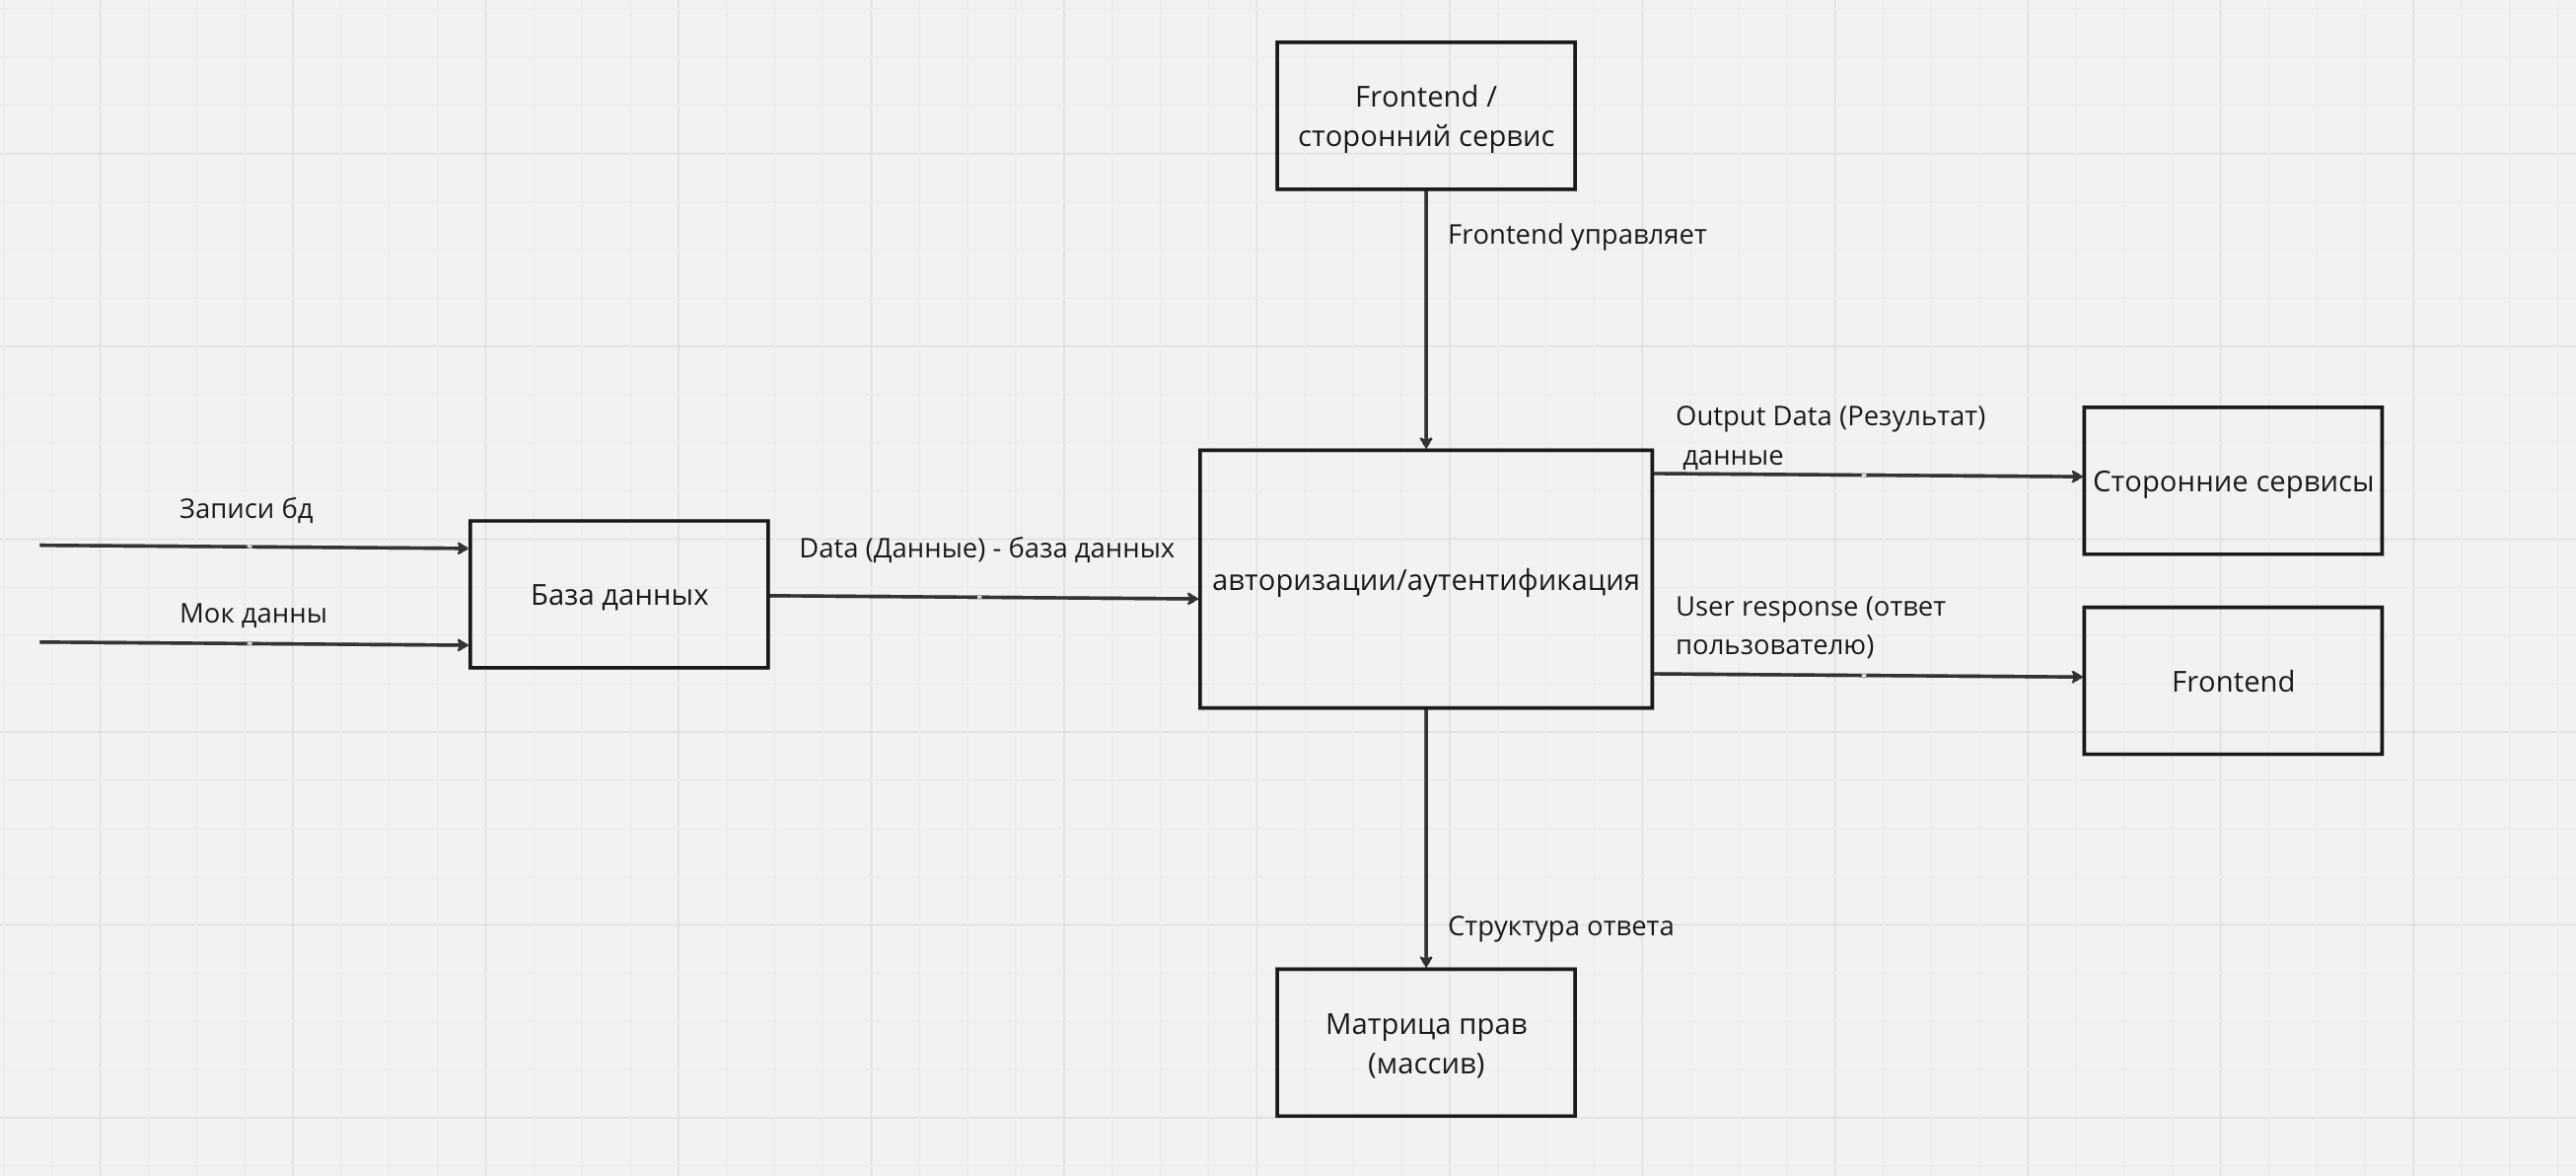 Frontend /
сторонний сервис
Frontend управляет
Output Data (Результат)
данные
Сторонние сервисы
Записи бд
Data (Данные) - база данных
База данных
авторизации/аутентификация
Мок данны
User response (ответ
пользователю)
Frontend
Структура ответа
Матрица прав
(массив)